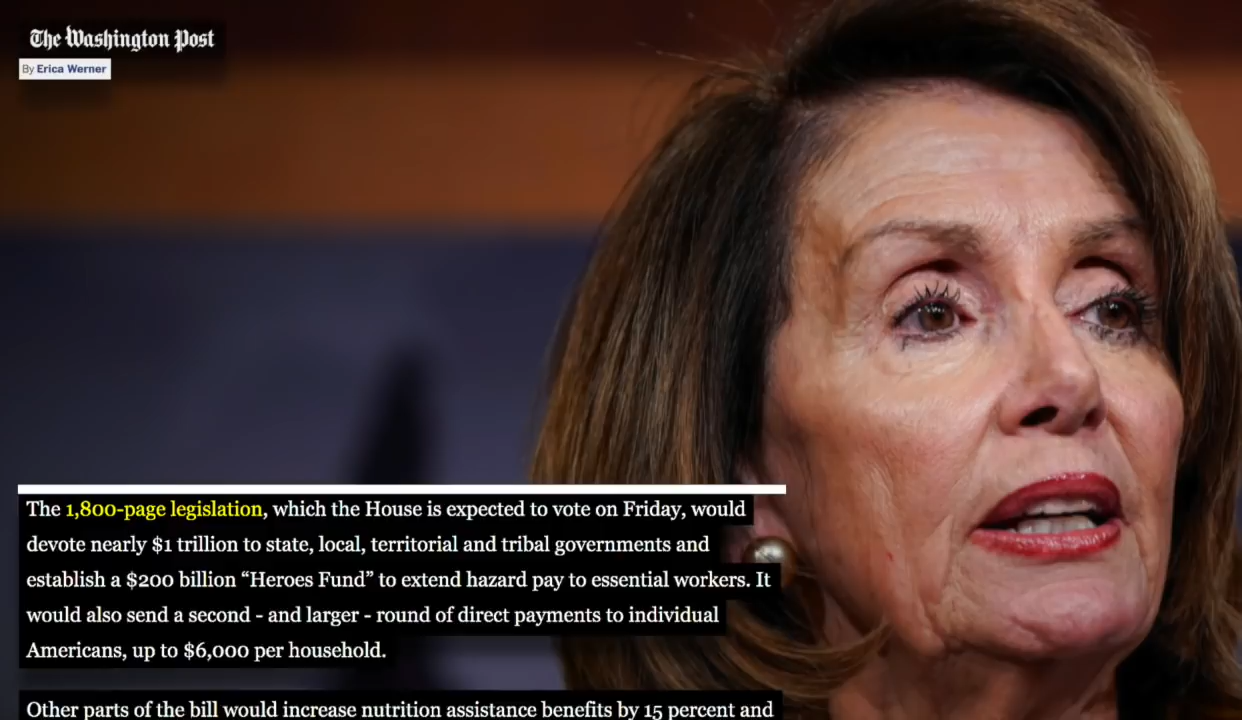 The Washington Post
By Erica Werner
The 1,800-page legislation, which the House is expected to vote on Friday, would
devote nearly $1 trillion to state, local, territorial and tribal governments and
establish a $200 billion “Heroes Fund” to extend hazard pay to essential workers. It
would also send a second - and larger - round of direct payments to individual
Americans, up to $6,000 per household.
Other parts of the bill would increase nutrition assistance benefits by 15 percent and